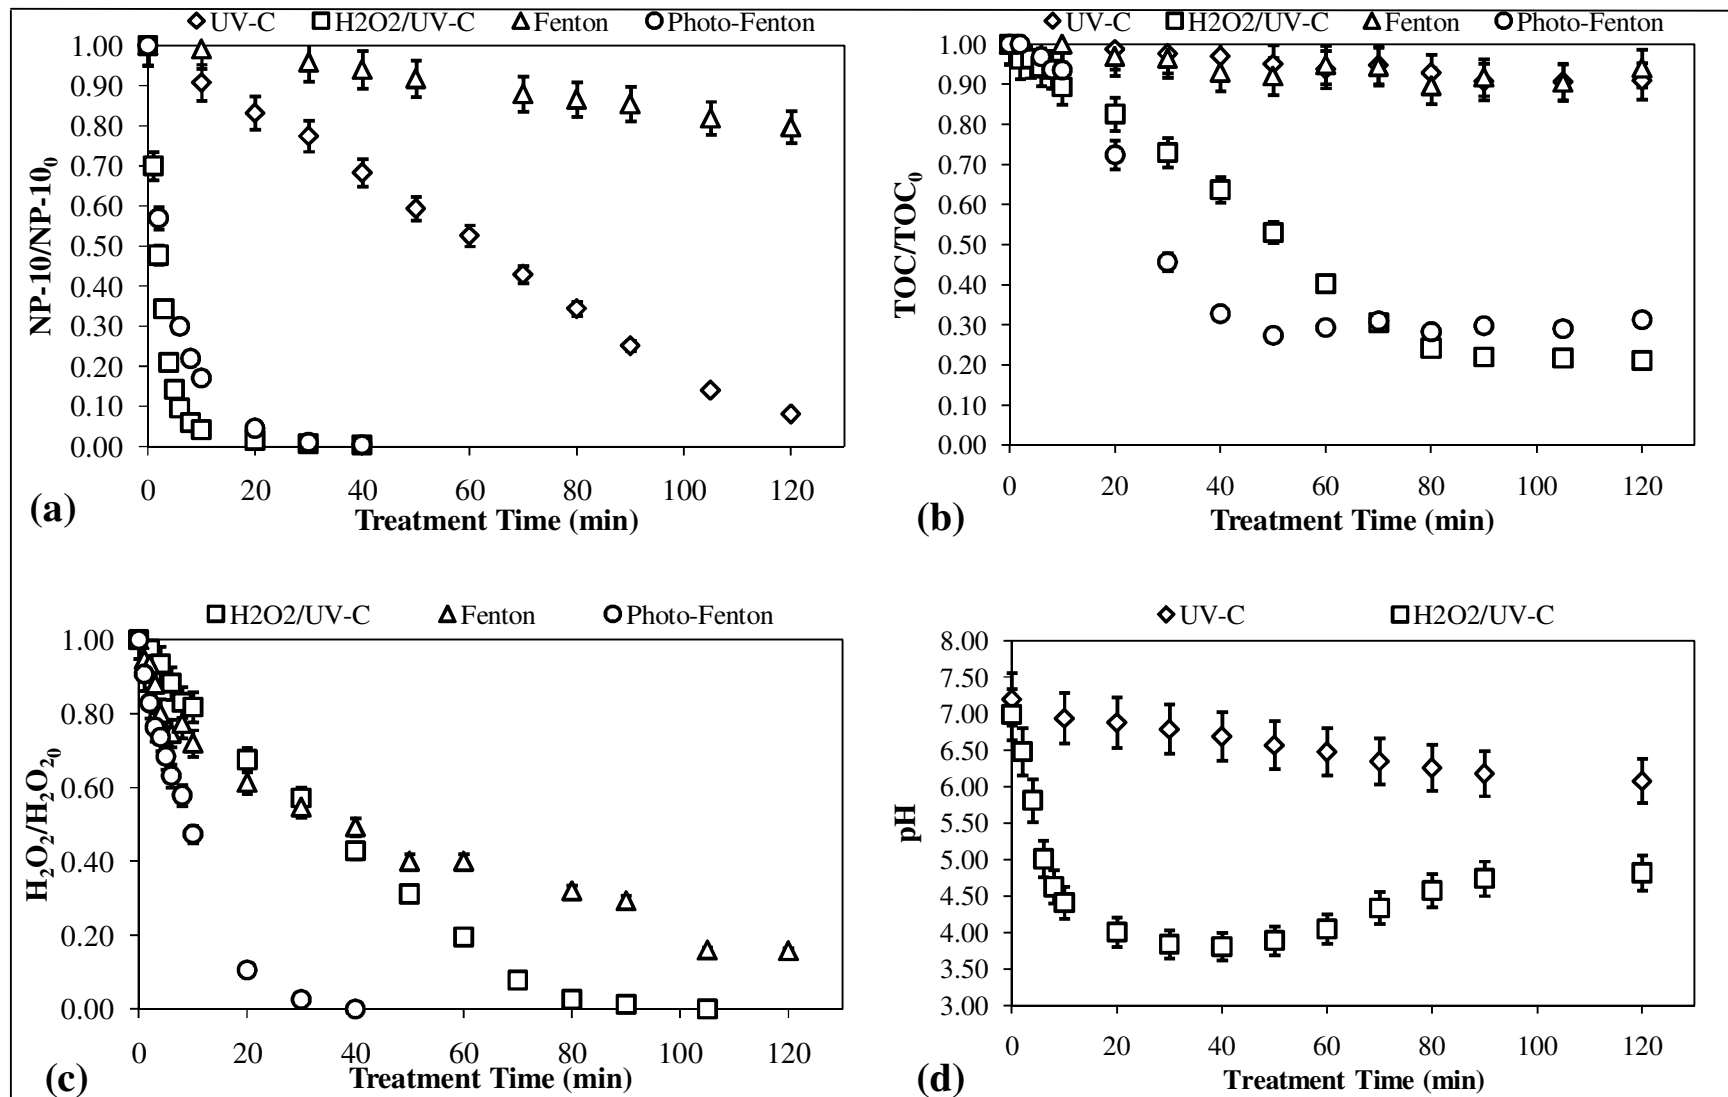 UV-C H2O2/UV-C Fenton Photo-Fenton
1.00
0.90
0.80
0.70
0.60
0.50
0.40
0.30
0.20
0.10
0.00
NP-10/NP-10₀
0 20 40 60 80 100 120
Treatment Time (min)
(a)
UV-C H2O2/UV-C Fenton Photo-Fenton
1.00
0.90
0.80
0.70
0.60
0.50
0.40
0.30
0.20
0.10
0.00
TOC/TOC₀
0 20 40 60 80 100 120
Treatment Time (min)
(b)
H2O2/UV-C Fenton Photo-Fenton
1.00
0.80
0.60
0.40
0.20
0.00
H₂O₂/H₂O₂₀
0 20 40 60 80 100 120
Treatment Time (min)
(c)
UV-C H2O2/UV-C
8.00
7.50
7.00
6.50
6.00
5.50
5.00
4.50
4.00
3.50
3.00
pH
0 20 40 60 80 100 120
Treatment Time (min)
(d)